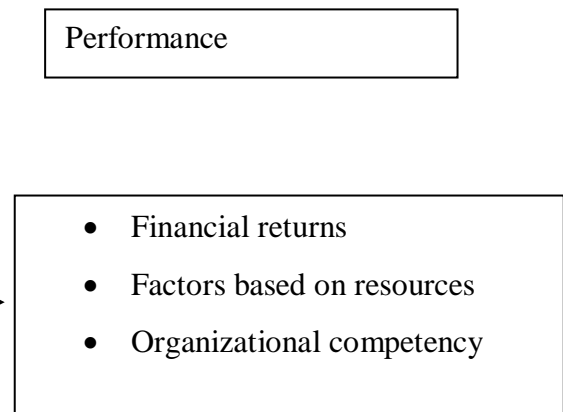 Performance
• Financial returns
• Factors based on resources
• Organizational competency